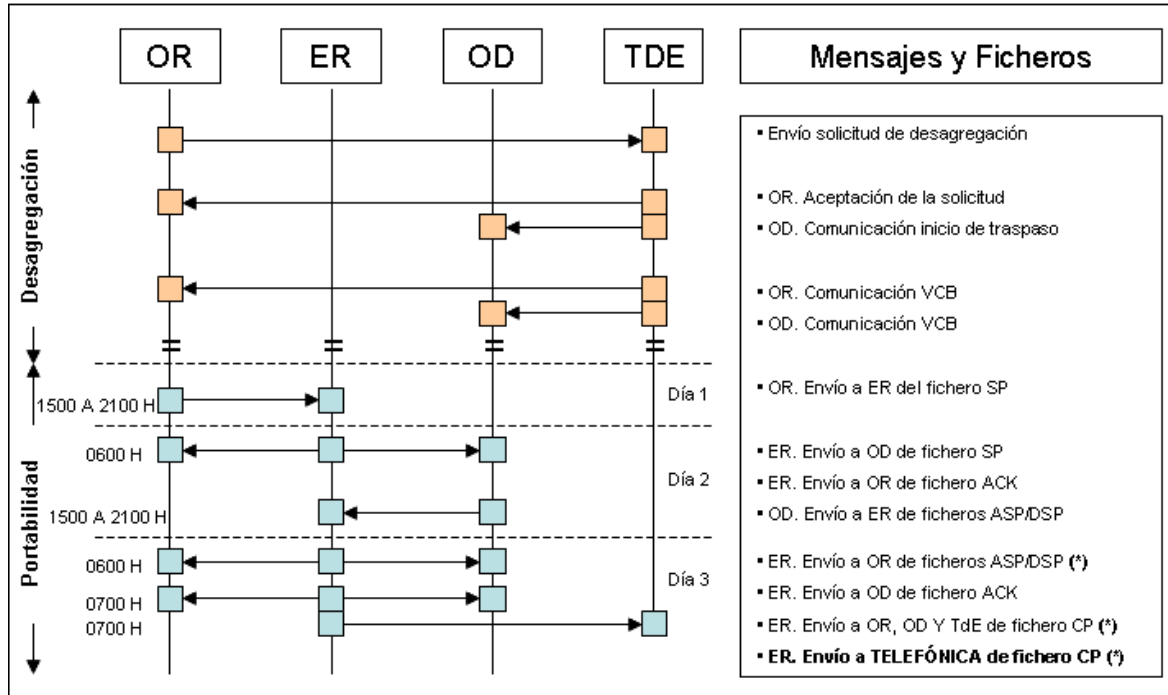 OR
ER
OD
TDE
Mensajes y Ficheros
Desagregación
▪ Envío solicitud de desagregación
▪ OR. Aceptación de la solicitud
▪ OD. Comunicación inicio de traspaso
▪ OR. Comunicación VCB
▪ OD. Comunicación VCB
Portabilidad
1500 A 2100 H
Día 1
▪ OR. Envío a ER del fichero SP
0600 H
▪ ER. Envío a OD de fichero SP
Día 2
▪ ER. Envío a OR de fichero ACK
1500 A 2100 H
▪ OD. Envío a ER de ficheros ASP/DSP
0600 H
▪ ER. Envío a OR de ficheros ASP/DSP (*)
Día 3
▪ ER. Envío a OD de fichero ACK
0700 H
0700 H
▪ ER. Envío a OR, OD Y TdE de fichero CP (*)
▪ ER. Envío a TELEFÓNICA de fichero CP (*)